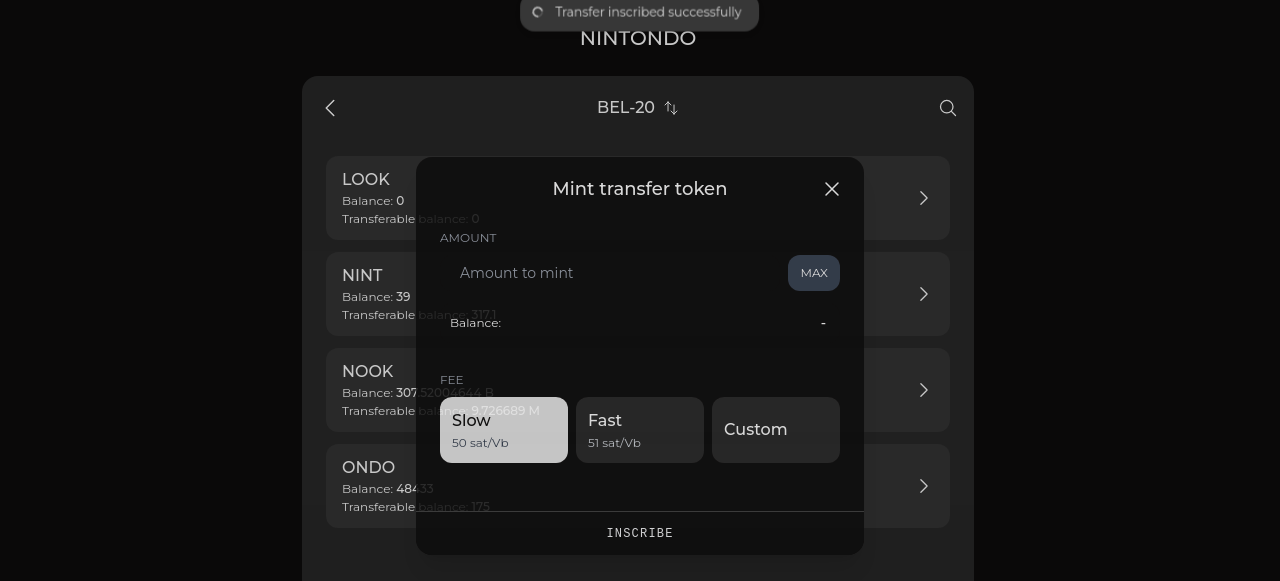 Transfer inscribed successfully
NINTONDO
BEL-20
LOOK
Balance: 0
Transferable balance: 0
NINT
Balance: 39
Transferable balance: 317.1
NOOK
Balance: 307.52004644 B
Transferable balance: 9.726689 M
ONDO
Balance: 484.33
Transferable balance: 175
Mint transfer token
AMOUNT
Amount to mint
MAX
Balance: -
FEE
Slow
50 sat/Vb
Fast
51 sat/Vb
Custom
INSCRIBE